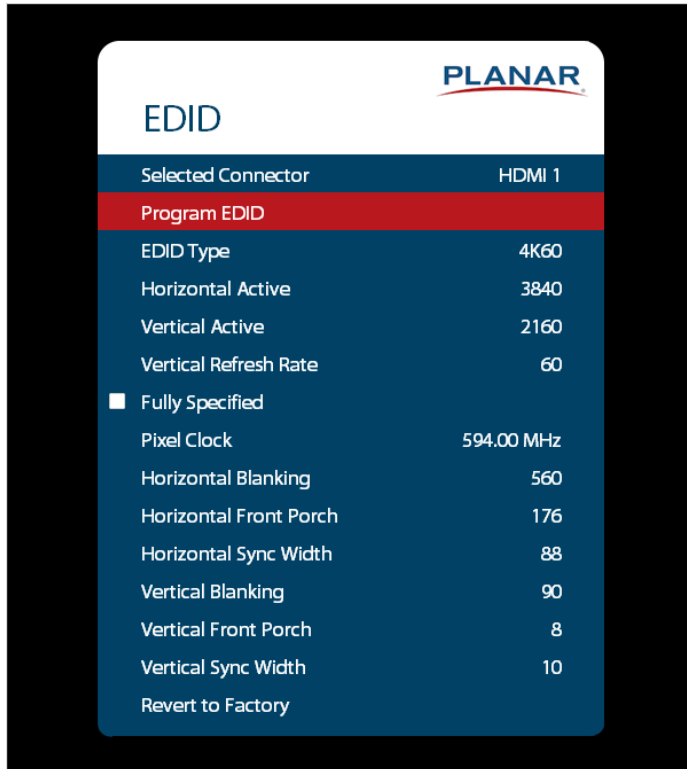 PLANAR
EDID
Selected Connector HDMI 1
Program EDID
EDID Type 4K60
Horizontal Active 3840
Vertical Active 2160
Vertical Refresh Rate 60
Fully Specified
Pixel Clock 594.00 MHz
Horizontal Blanking 560
Horizontal Front Porch 176
Horizontal Sync Width 88
Vertical Blanking 90
Vertical Front Porch 8
Vertical Sync Width 10
Revert to Factory